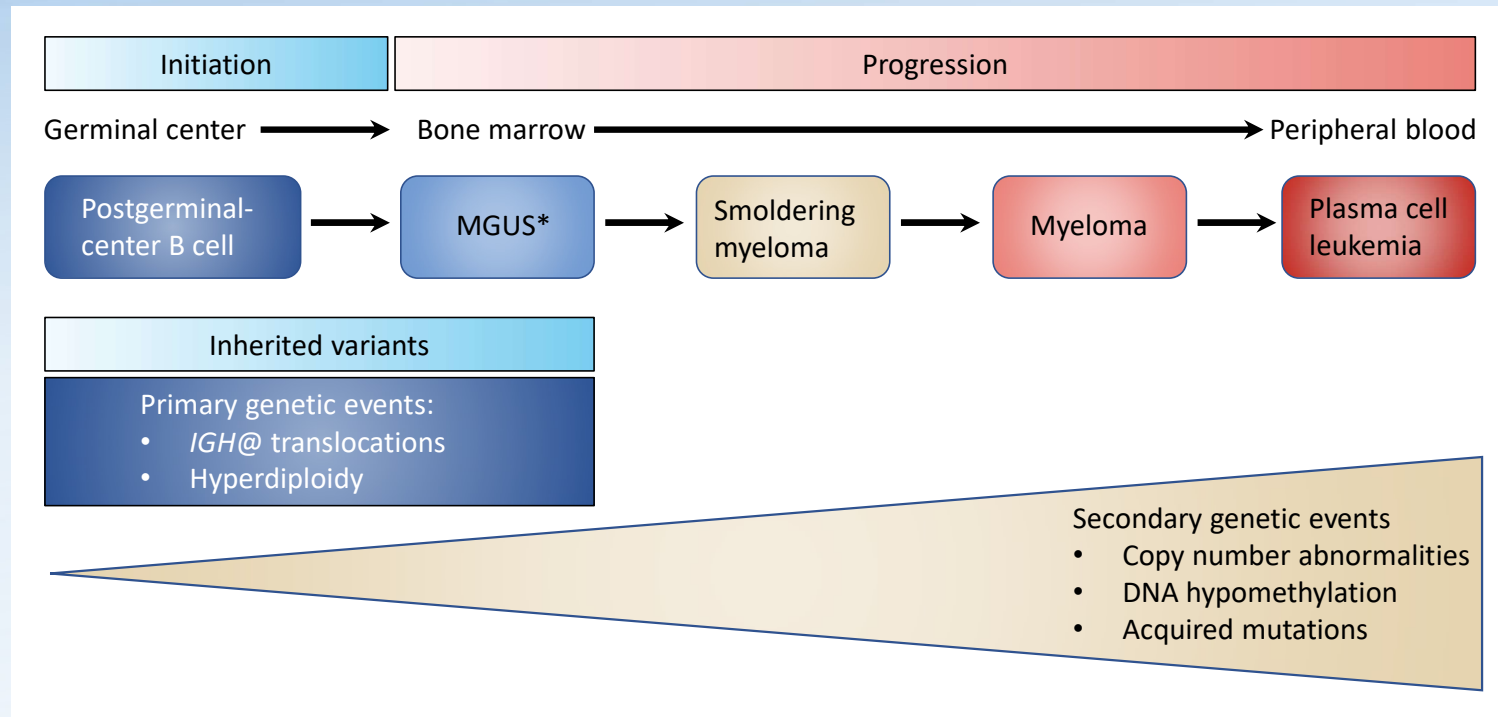 Initiation
Progression
Germinal center
Bone marrow
Peripheral blood
Postgerminal-
center B cell
MGUS*
Smoldering
myeloma
Myeloma
Plasma cell
leukemia
Inherited variants
Primary genetic events:
• IGH@ translocations
• Hyperdiploidy
Secondary genetic events
• Copy number abnormalities
• DNA hypomethylation
• Acquired mutations